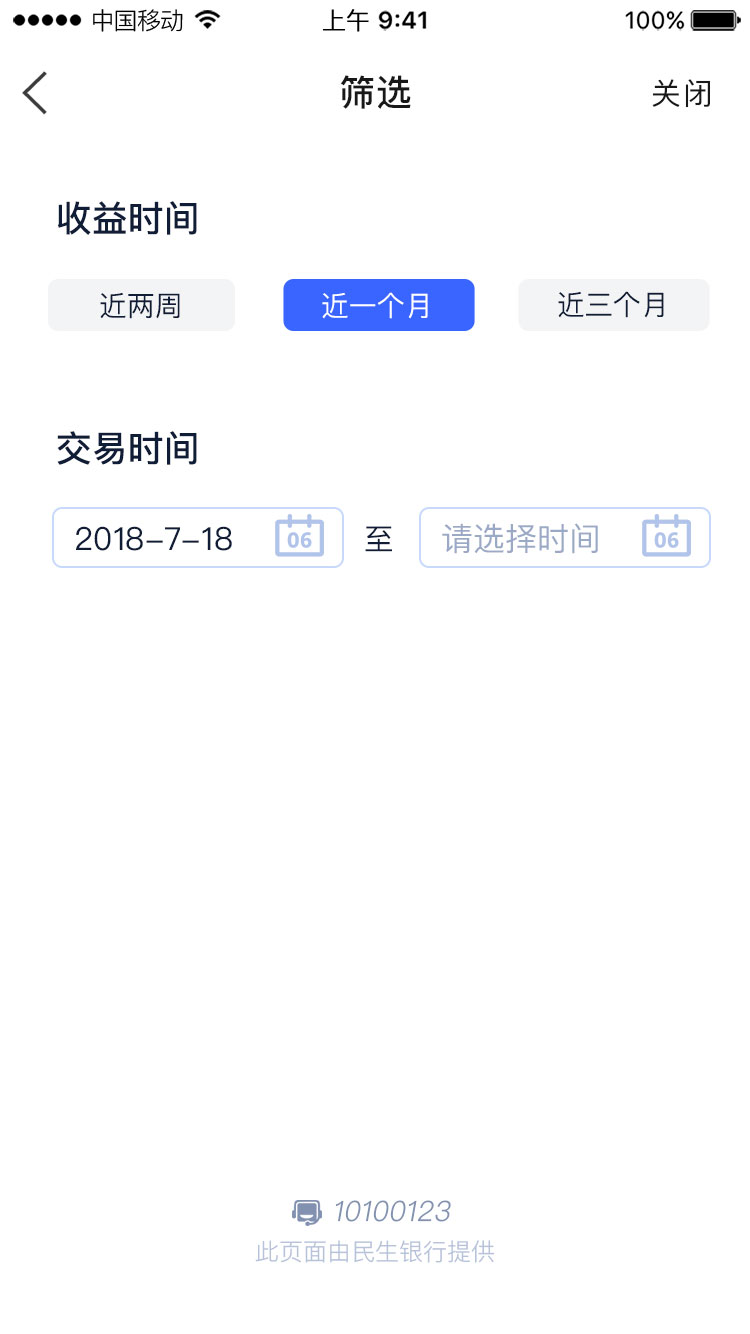 中国移动 上午 9:41 100%
筛选 关闭
收益时间
近两周 近一个月 近三个月
交易时间
2018-7-18 06 至 请选择时间 06
10100123
此页面由民生银行提供